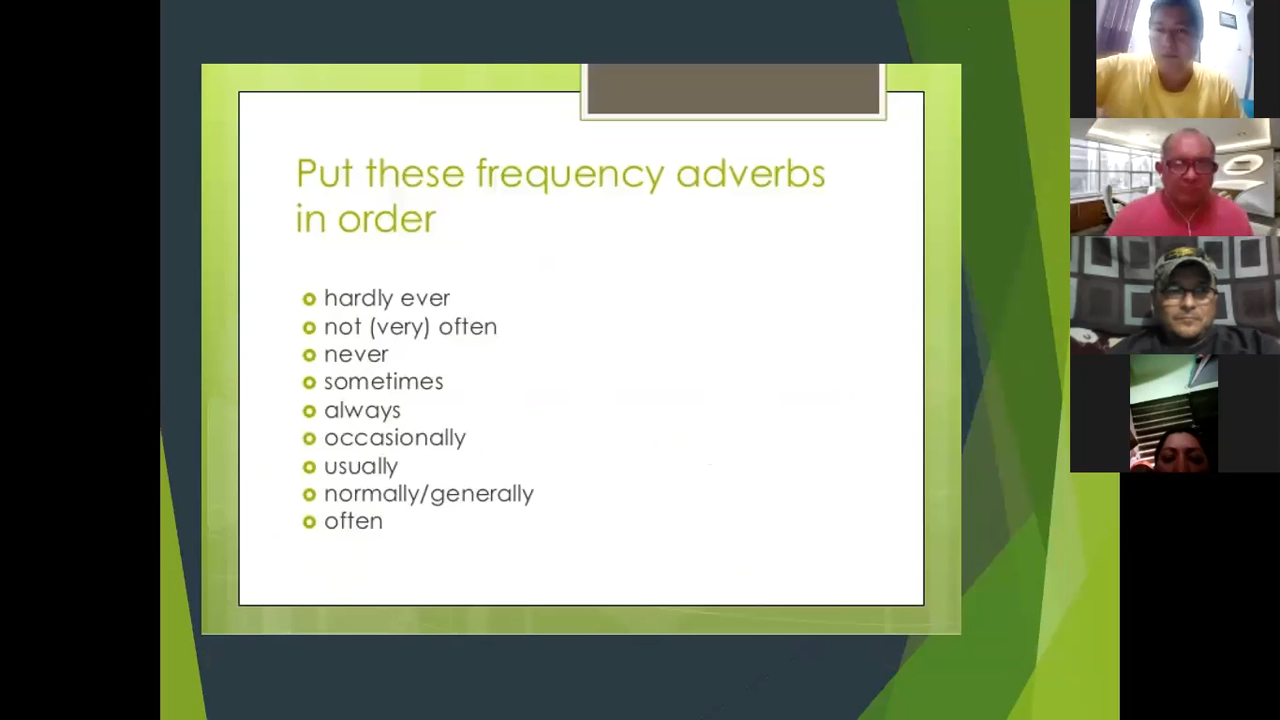 Put these frequency adverbs
in order
hardly ever
not (very) often
never
sometimes
always
occasionally
usually
normally/generally
often